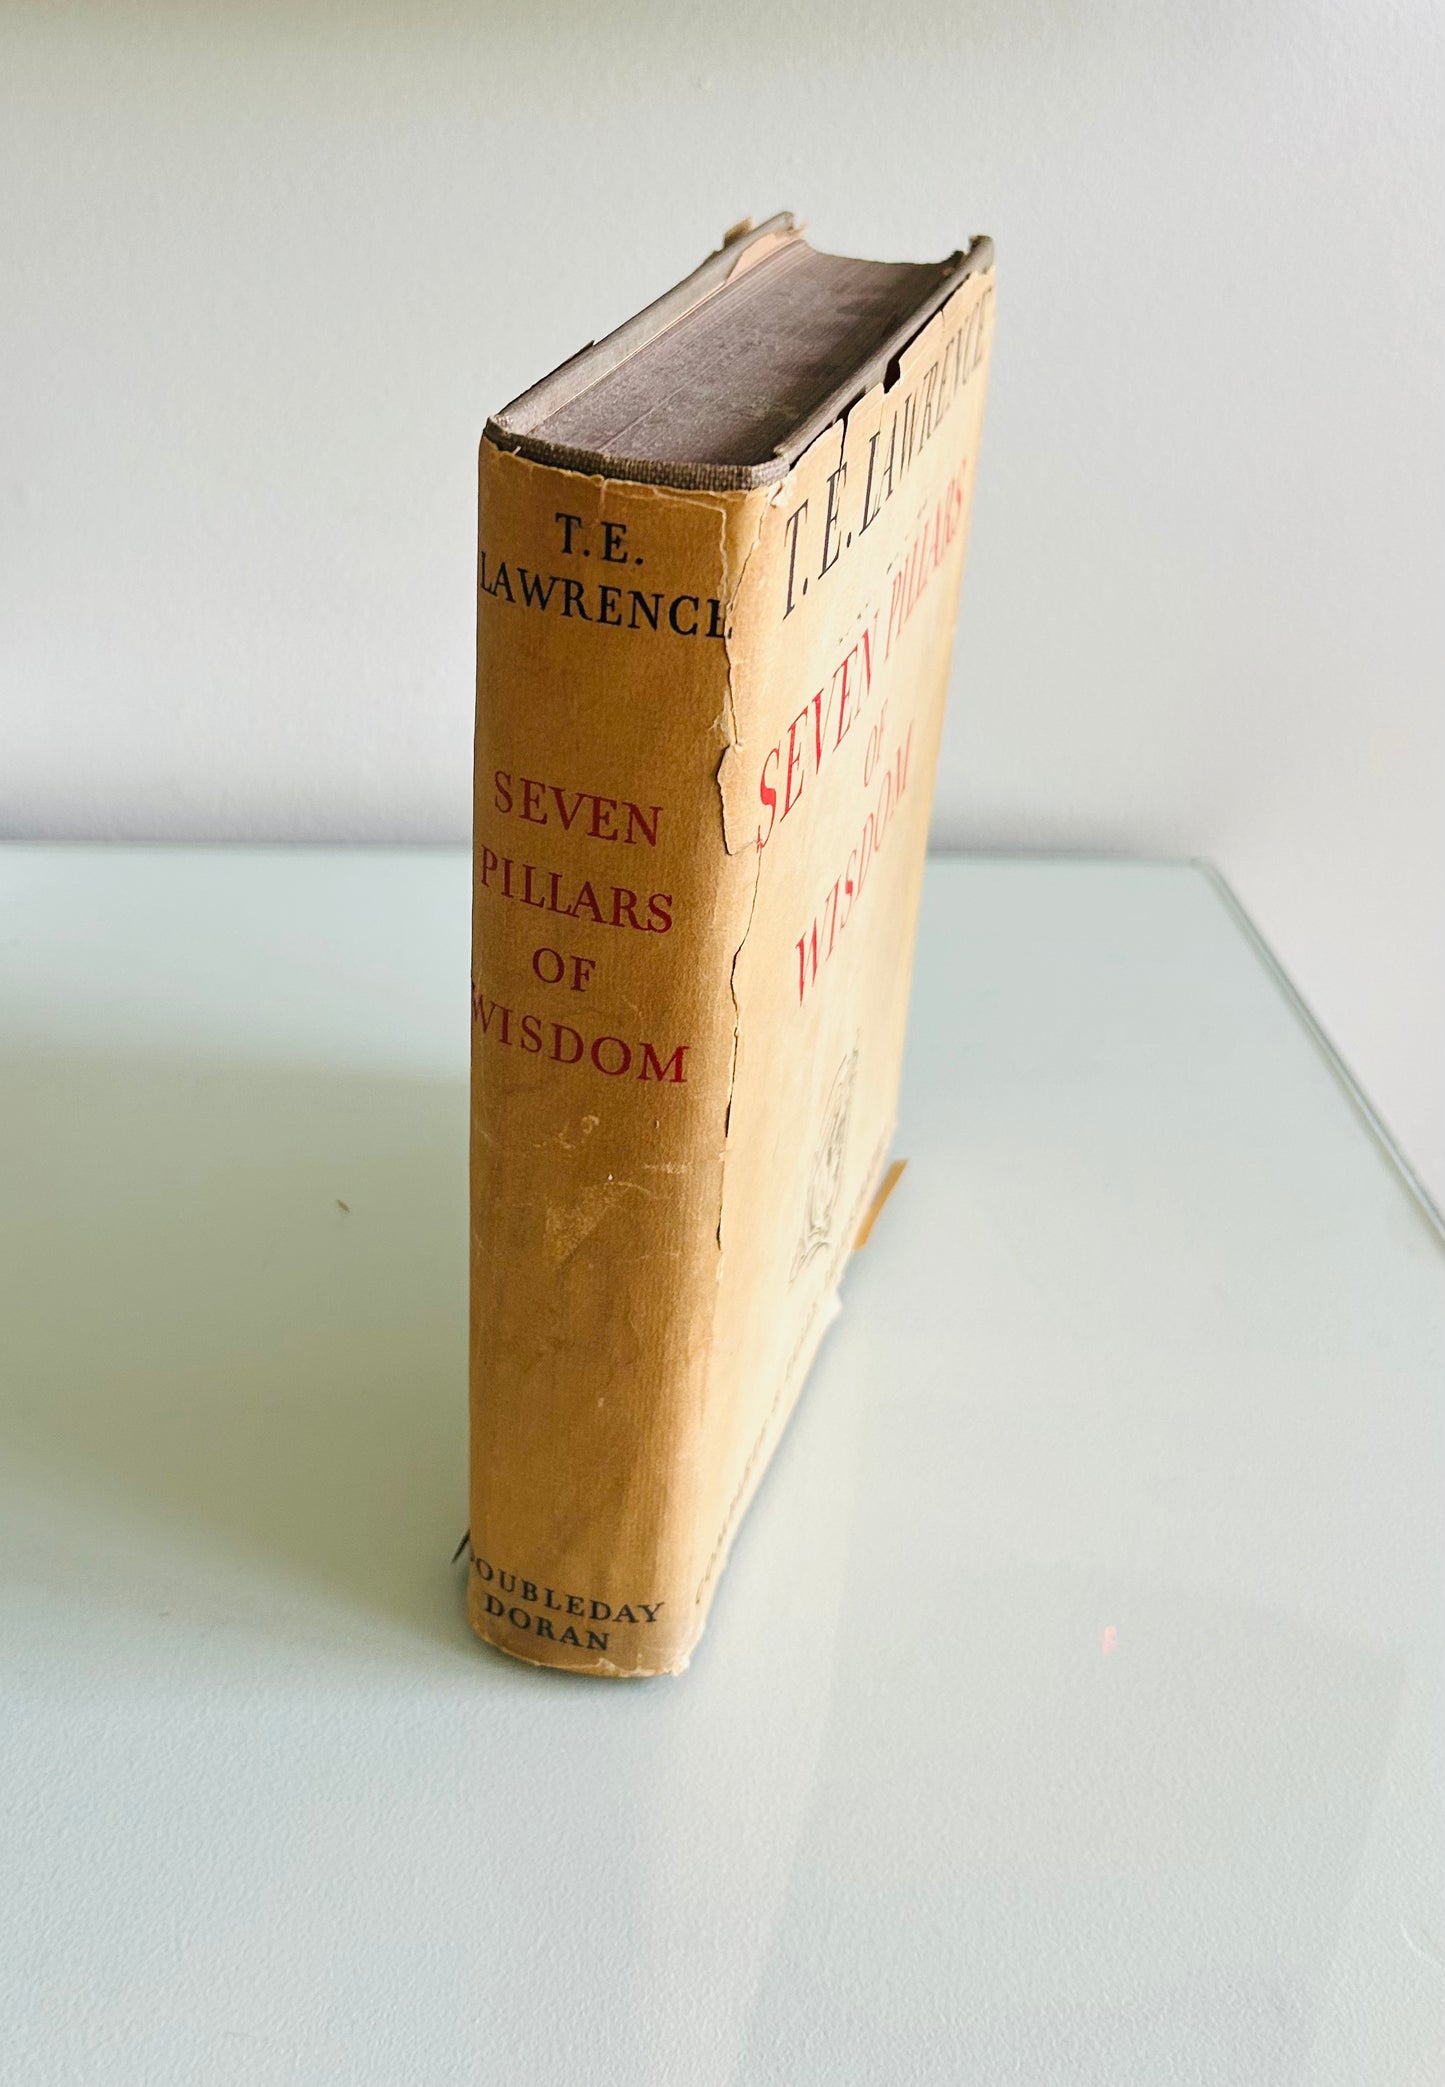 T. E.
LAWRENCE
SEVEN
PILLARS
OF
WISDOM
DOUBLEDAY
DORAN
T. E. LAWRENCE
SEVEN PILLARS
OF
WISDOM